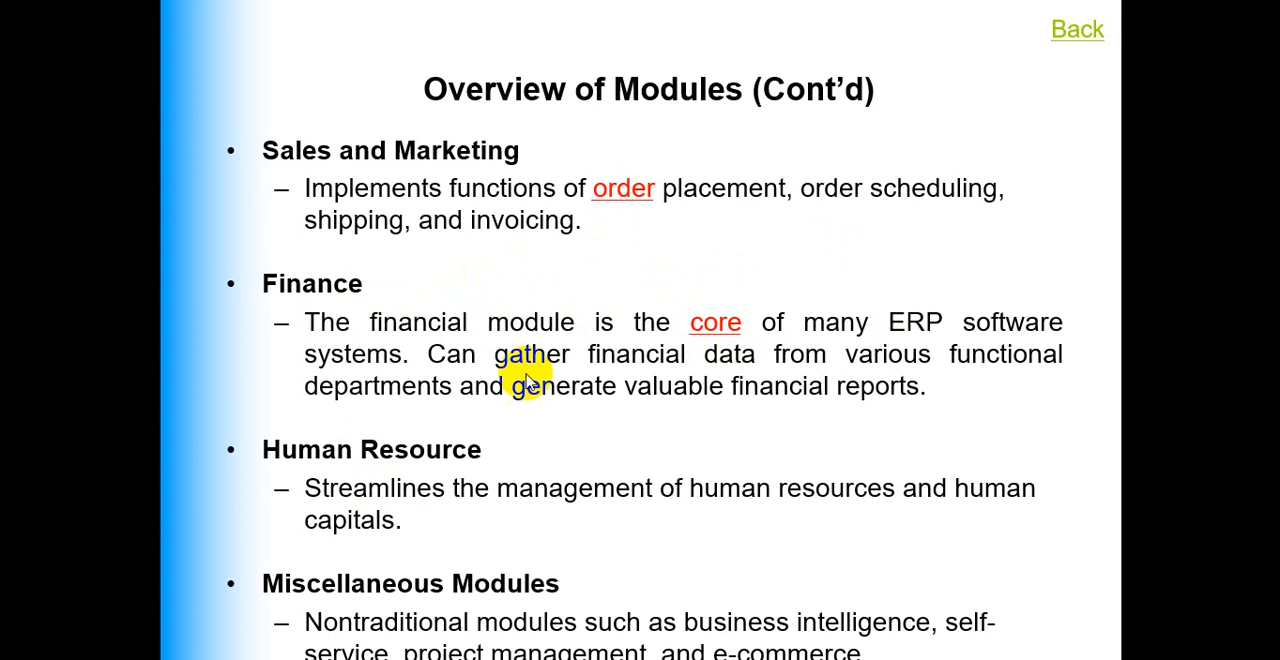 Back
Overview of Modules (Cont’d)
• Sales and Marketing
– Implements functions of order placement, order scheduling,
shipping, and invoicing.
• Finance
– The financial module is the core of many ERP software
systems. Can gather financial data from various functional
departments and generate valuable financial reports.
• Human Resource
– Streamlines the management of human resources and human
capitals.
• Miscellaneous Modules
– Nontraditional modules such as business intelligence, self-
service, project management, and e-commerce.